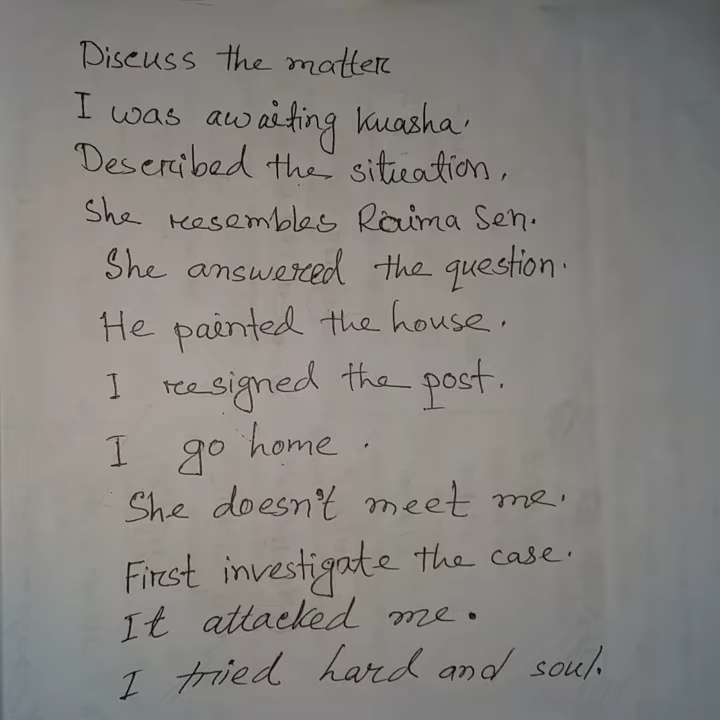 Discuss the matter
I was awaiting Kuasha.
Described the situation.
She resembles Raima Sen.
She answered the question.
He painted the house.
I resigned the post.
I go home.
She doesn't meet me.
First investigate the case.
It attacked me.
I tried hard and soul.